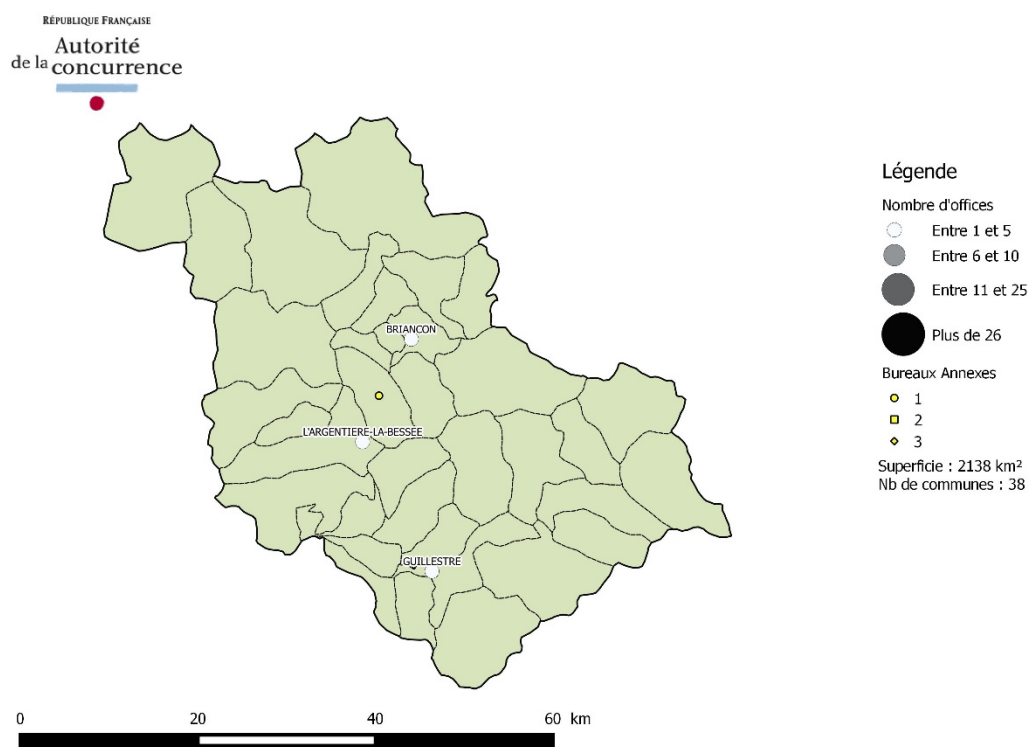 RÉPUBLIQUE FRANÇAISE
Autorité
de la concurrence
Légende
Nombre d'offices
Entre 1 et 5
Entre 6 et 10
Entre 11 et 25
Plus de 26
Bureaux Annexes
1
2
3
Superficie : 2138 km²
Nb de communes : 38
BRIANCON
L'ARGENTIERE-LA-BESSEE
GUILLESTRE
0 20 40 60 km